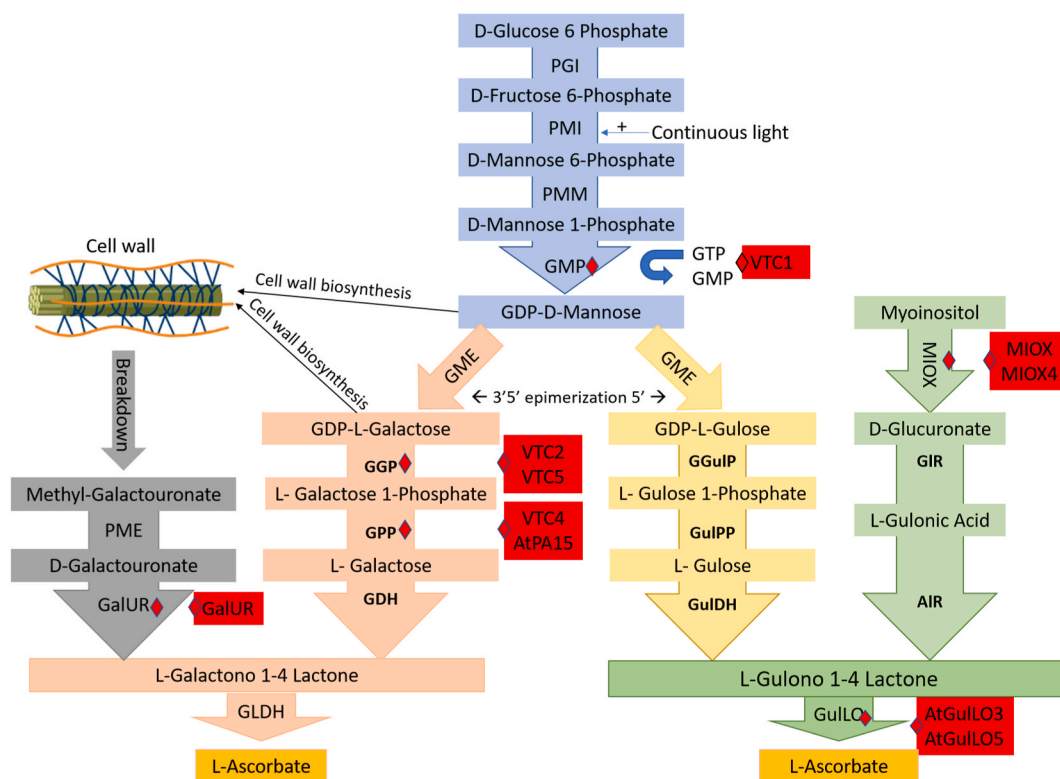 D-Glucose 6 Phosphate
PGI
D-Fructose 6-Phosphate
PMI
+
Continuous light
D-Mannose 6-Phosphate
PMM
D-Mannose 1-Phosphate
GMP
GTP
GMP
VTC1
GDP-D-Mannose
Cell wall
Cell wall biosynthesis
Cell wall biosynthesis
Breakdown
Methyl-Galactouronate
PME
D-Galactouronate
GalUR
GalUR
GME
GME
← 3’5’ epimerization 5’ →
GDP-L-Galactose
GGP
VTC2
VTC5
L- Galactose 1-Phosphate
GPP
VTC4
AtPA15
L- Galactose
GDH
L-Galactono 1-4 Lactone
GLDH
L-Ascorbate
GDP-L-Gulose
GGulP
L- Gulose 1-Phosphate
GulPP
L- Gulose
GulDH
Myoinositol
MIOX
MIOX
MIOX4
D-Glucuronate
GlR
L-Gulonic Acid
AlR
L-Gulono 1-4 Lactone
GulLO
AtGulLO3
AtGulLO5
L-Ascorbate